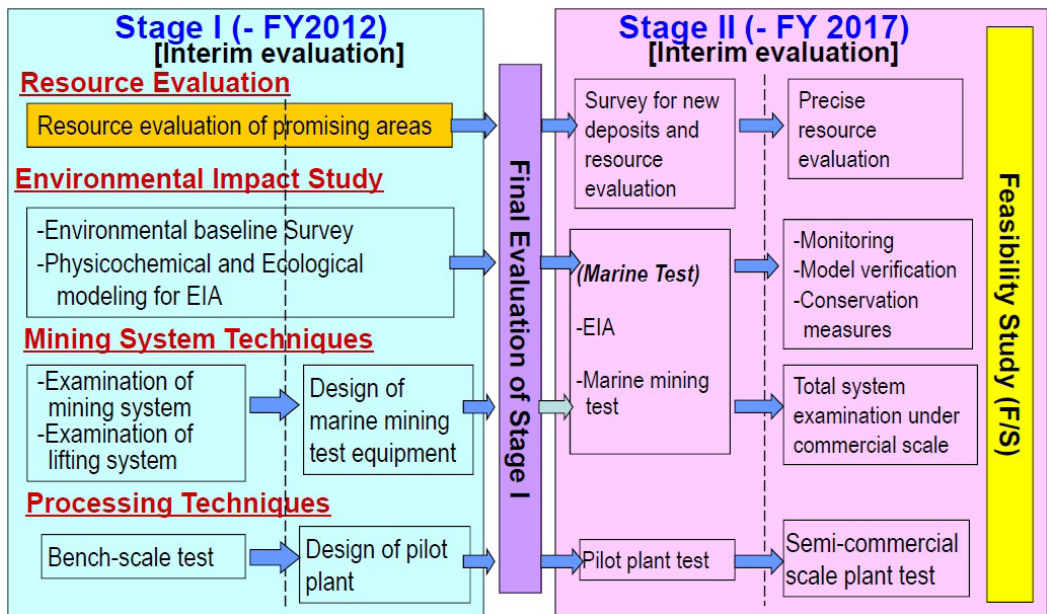 Stage I (- FY2012)
[Interim evaluation]
Resource Evaluation
Resource evaluation of promising areas
Environmental Impact Study
-Environmental baseline Survey
-Physicochemical and Ecological
modeling for EIA
Mining System Techniques
-Examination of
mining system
-Examination of
lifting system
Design of
marine mining
test equipment
Processing Techniques
Bench-scale test
Design of pilot
plant
Final Evaluation of Stage I
Stage II (- FY 2017)
[Interim evaluation]
Survey for new
deposits and
resource
evaluation
Precise
resource
evaluation
(Marine Test)
-EIA
-Marine mining
test
-Monitoring
-Model verification
-Conservation
measures
Total system
examination under
commercial scale
Pilot plant test
Semi-commercial
scale plant test
Feasibility Study (F/S)